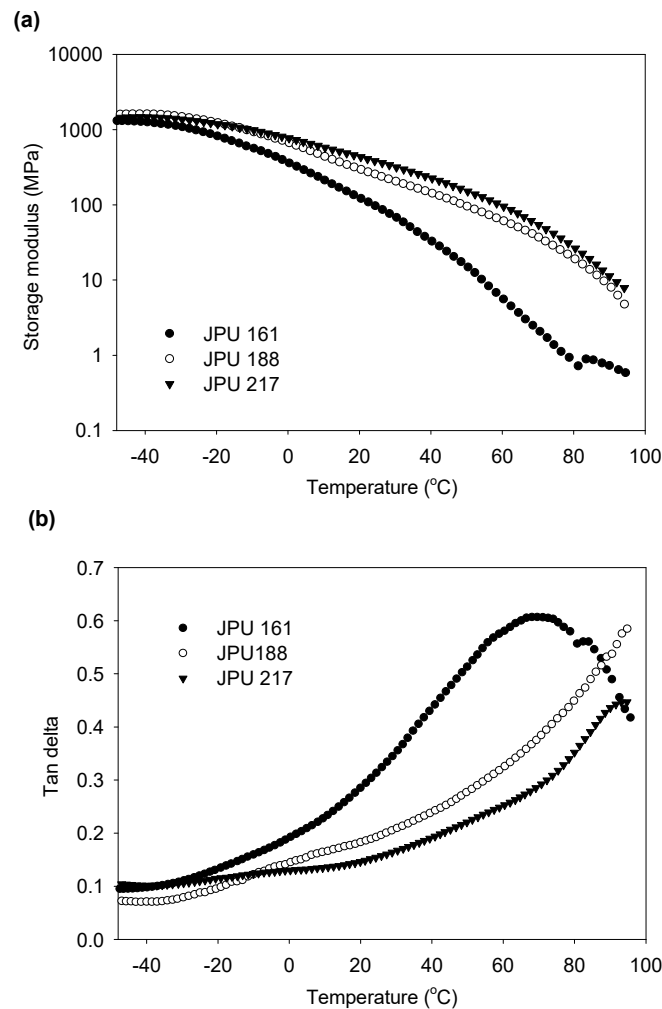 (a)
10000
1000
100
10
1
0.1
Storage modulus (MPa)
JPU 161
JPU 188
JPU 217
-40 -20 0 20 40 60 80 100
Temperature (°C)
(b)
0.7
0.6
0.5
0.4
0.3
0.2
0.1
0.0
Tan delta
JPU 161
JPU188
JPU 217
-40 -20 0 20 40 60 80 100
Temperature (°C)